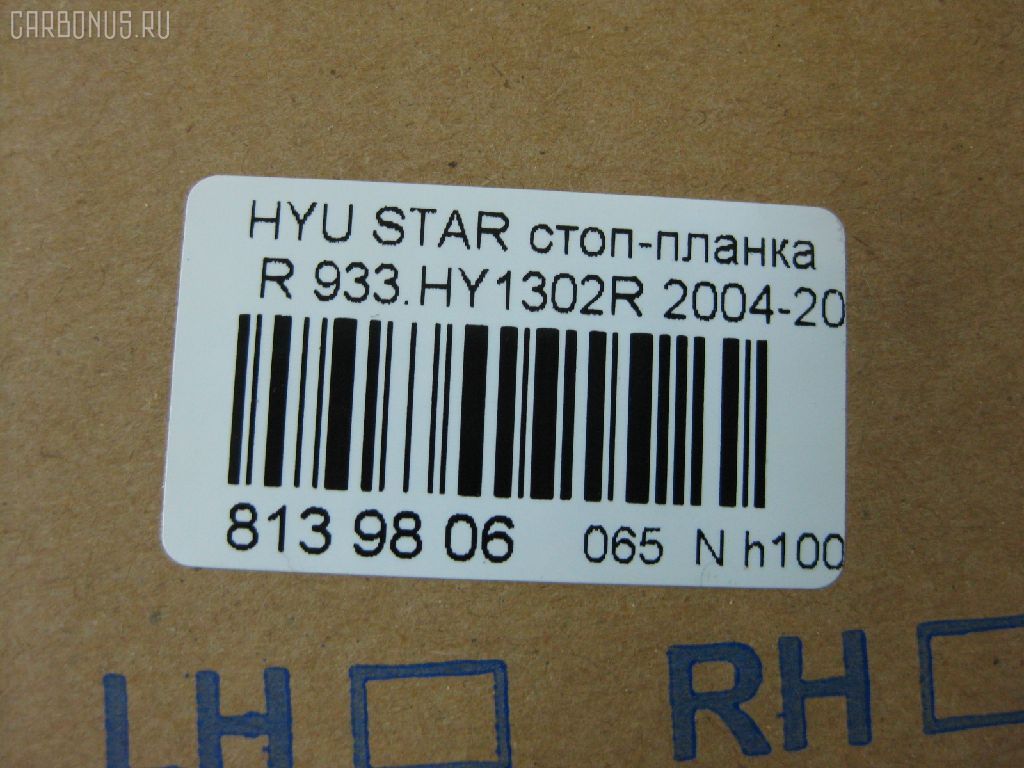 CARBONUS.RU
HYU STAR стоп-планка
R 933.HY1302R 2004-20
813 98 06 065 N h100
LH RH